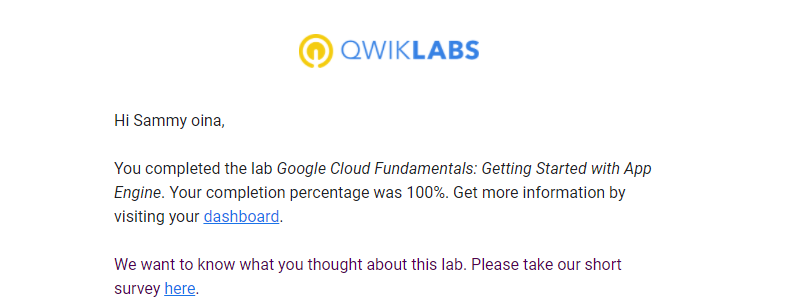 QWIKLABS
Hi Sammy oina,
You completed the lab Google Cloud Fundamentals: Getting Started with App
Engine. Your completion percentage was 100%. Get more information by
visiting your dashboard.
We want to know what you thought about this lab. Please take our short
survey here.